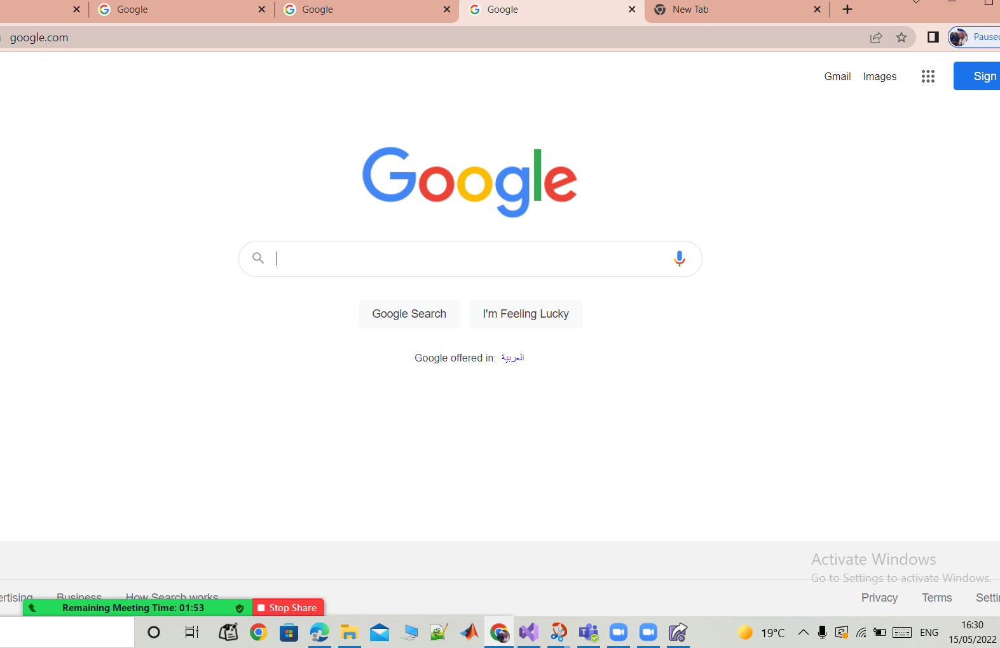 Google
Google
Google
New Tab
google.com
Paused
Gmail
Images
Sign
Google
Google Search
I'm Feeling Lucky
Google offered in: العربية
Activate Windows
Go to Settings to activate Windows.
ertising
Business
How Search works
Privacy
Terms
Setti
Remaining Meeting Time: 01:53
Stop Share
19°C
ENG
16:30
15/05/2022